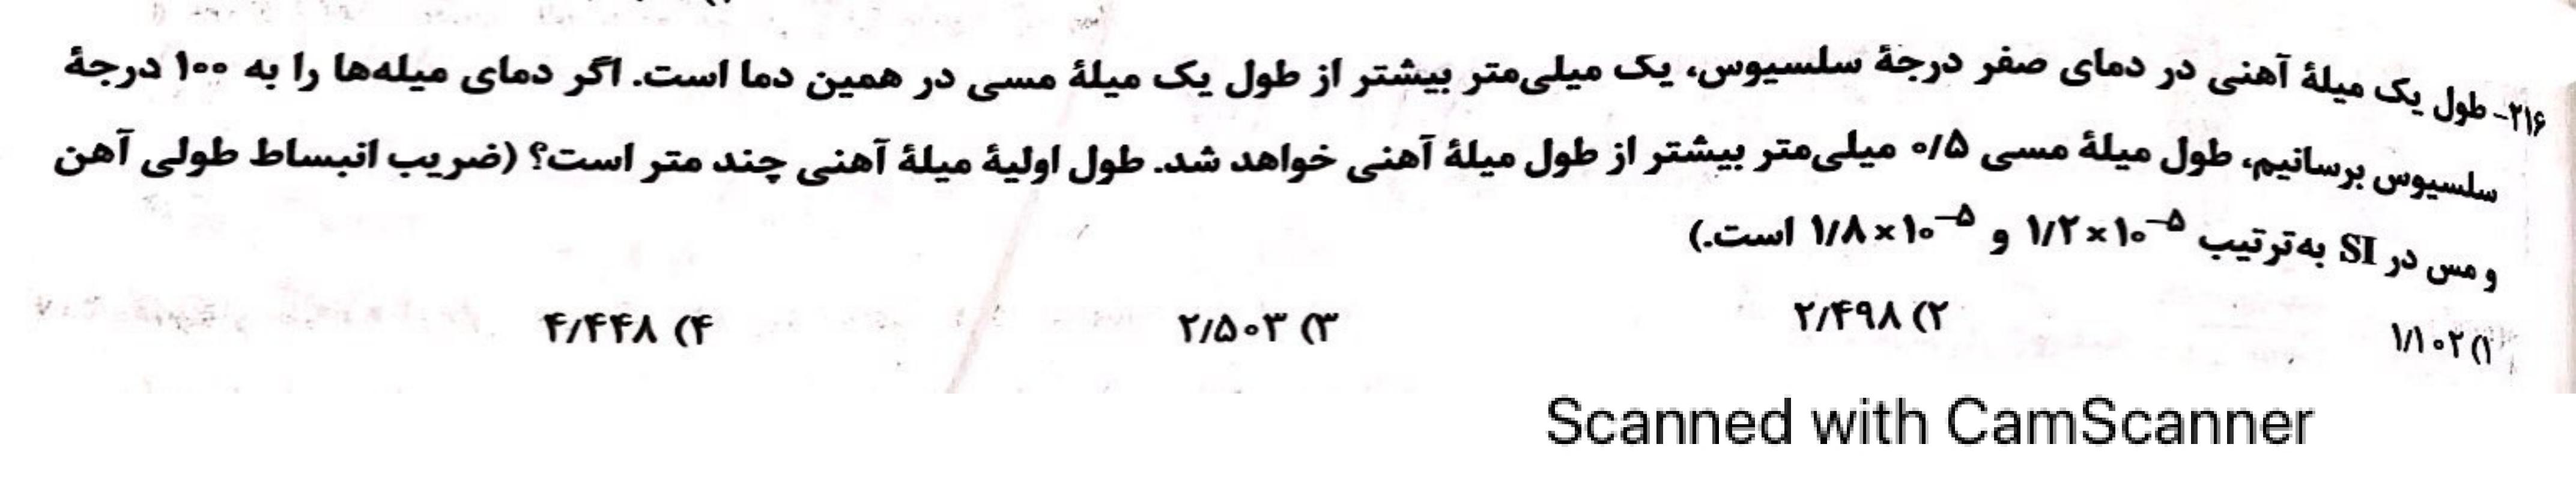 ۲۱۶- طول یک میلهٔ آهنی در دمای صفر درجهٔ سلسیوس، یک میلی‌متر بیشتر از طول یک میلهٔ مسی در همین دما است. اگر دمای میله‌ها را به ۱۰۰ درجهٔ
سلسیوس برسانیم، طول میلهٔ مسی ۰/۵ میلی‌متر بیشتر از طول میلهٔ آهنی خواهد شد. طول اولیهٔ میلهٔ آهنی چند متر است؟ (ضریب انبساط طولی آهن
و مس در SI به‌ترتیب ۱/۲×۱۰^{-۵} و ۱/۸×۱۰^{-۵} است.)
۱) ۱/۱۰۲ ۲) ۲/۴۹۸ ۳) ۲/۵۰۳ ۴) ۴/۴۴۸
Scanned with CamScanner